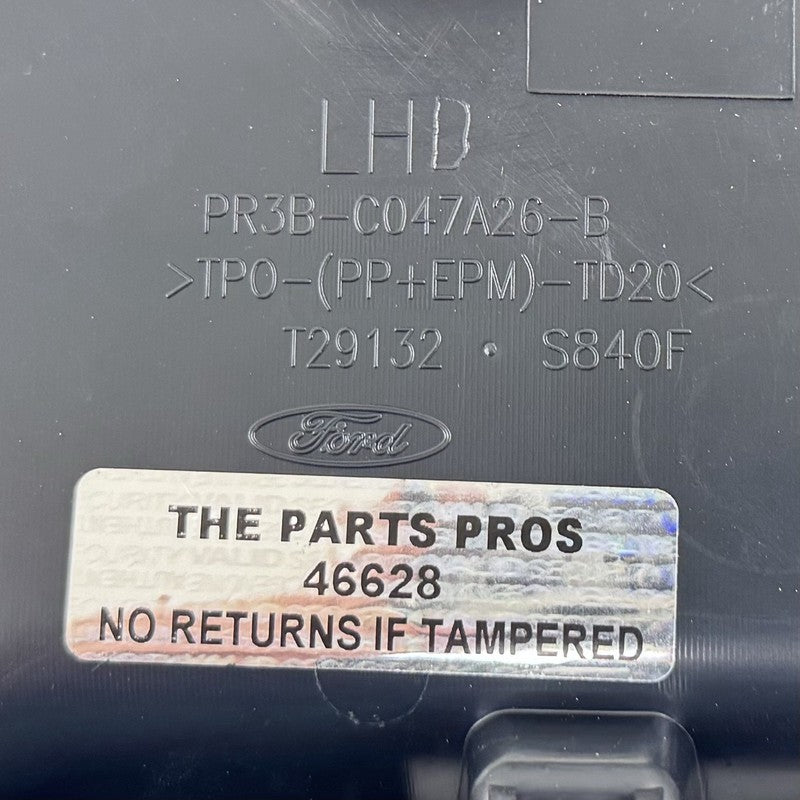 LHD
PR3B-C047A26-B
>TPO-(PP+EPM)-TD20<
T29132 • S840F
Ford
THE PARTS PROS
46628
NO RETURNS IF TAMPERED